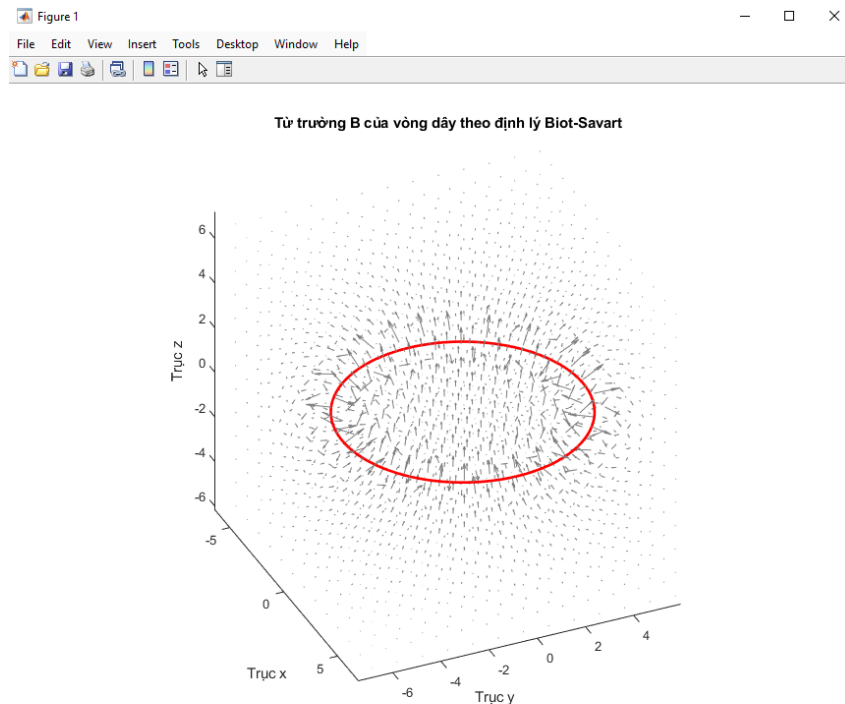 Figure 1
File Edit View Insert Tools Desktop Window Help
Từ trường B của vòng dây theo định lý Biot-Savart
6
4
2
0
-2
-4
-6
Trục z
-5
0
5
Trục x
-6
-4
-2
0
2
4
Trục y